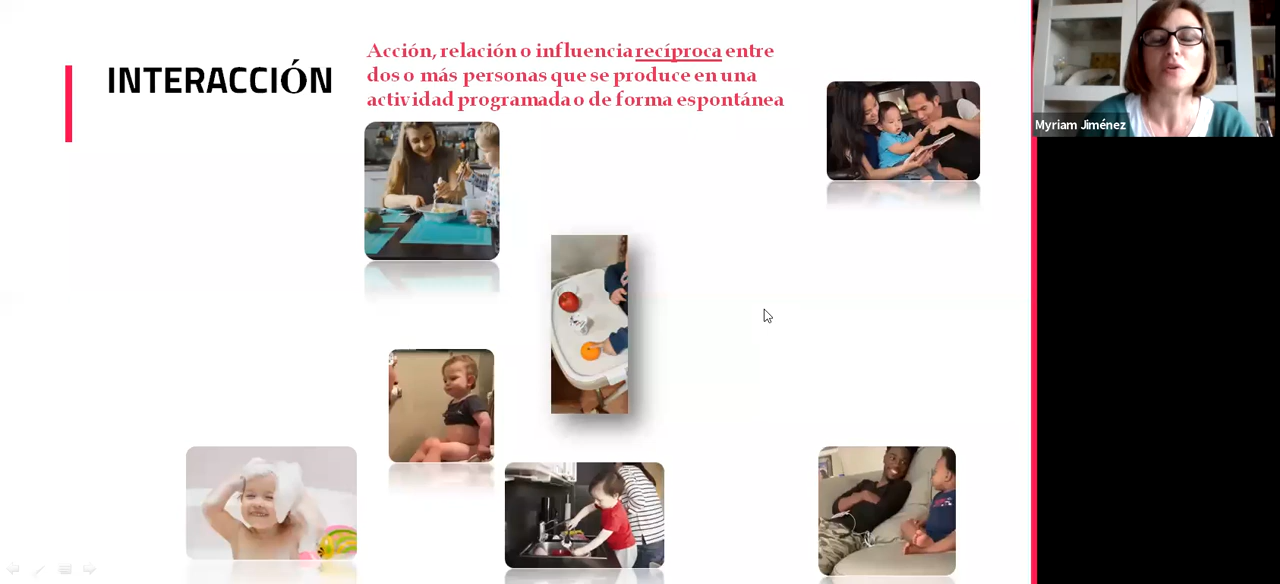 INTERACCIÓN
Acción, relación o influencia recíproca entre
dos o más personas que se produce en una
actividad programada o de forma espontánea
Myriam Jiménez